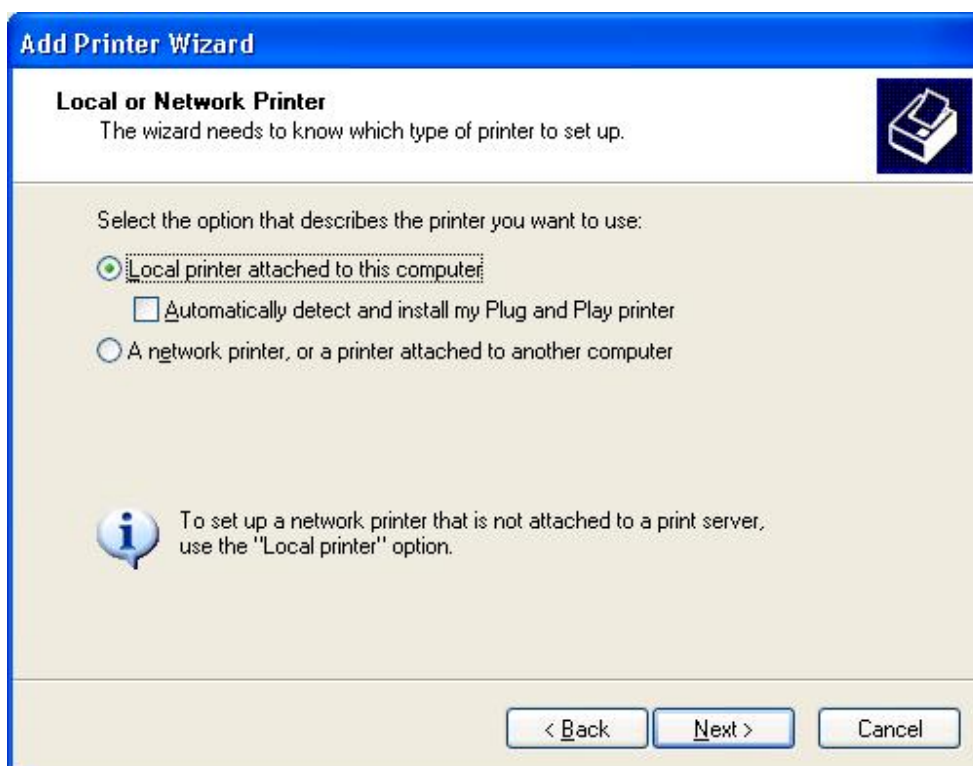 Add Printer Wizard
Local or Network Printer
The wizard needs to know which type of printer to set up.
Select the option that describes the printer you want to use:
Local printer attached to this computer
Automatically detect and install my Plug and Play printer
A network printer, or a printer attached to another computer
To set up a network printer that is not attached to a print server,
use the "Local printer" option.
< Back
Next >
Cancel